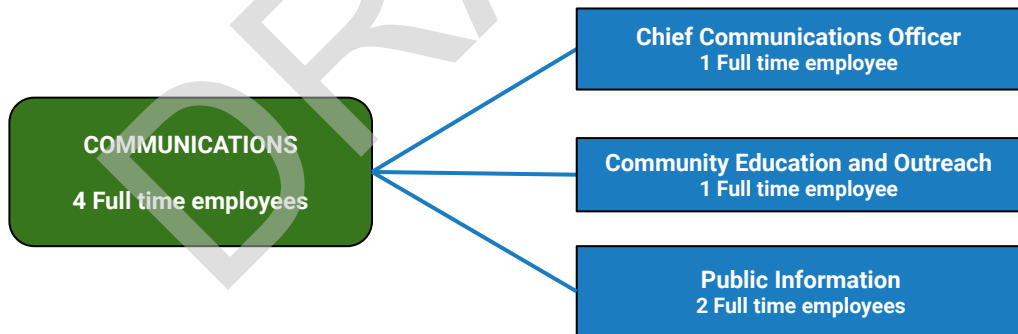 COMMUNICATIONS
4 Full time employees
Chief Communications Officer
1 Full time employee
Community Education and Outreach
1 Full time employee
Public Information
2 Full time employees